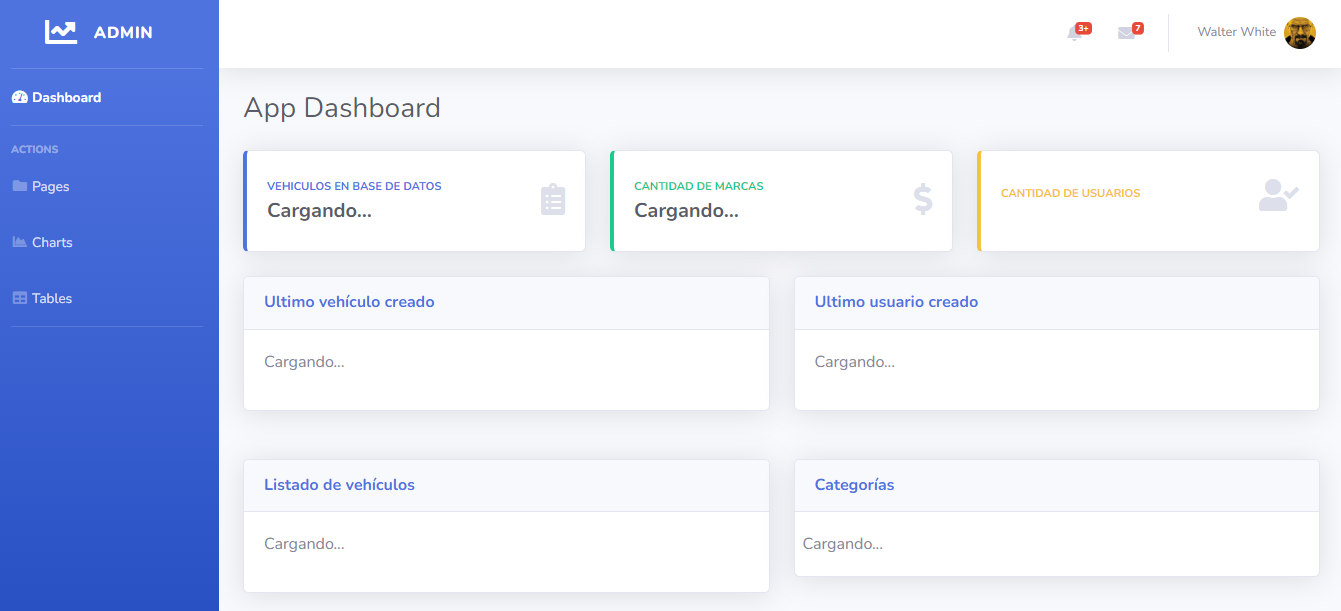 ADMIN
3+
7
Walter White
Dashboard
ACTIONS
Pages
Charts
Tables
App Dashboard
VEHICULOS EN BASE DE DATOS
Cargando...
CANTIDAD DE MARCAS
Cargando...
CANTIDAD DE USUARIOS
Ultimo vehículo creado
Cargando...
Ultimo usuario creado
Cargando...
Listado de vehículos
Cargando...
Categorías
Cargando...